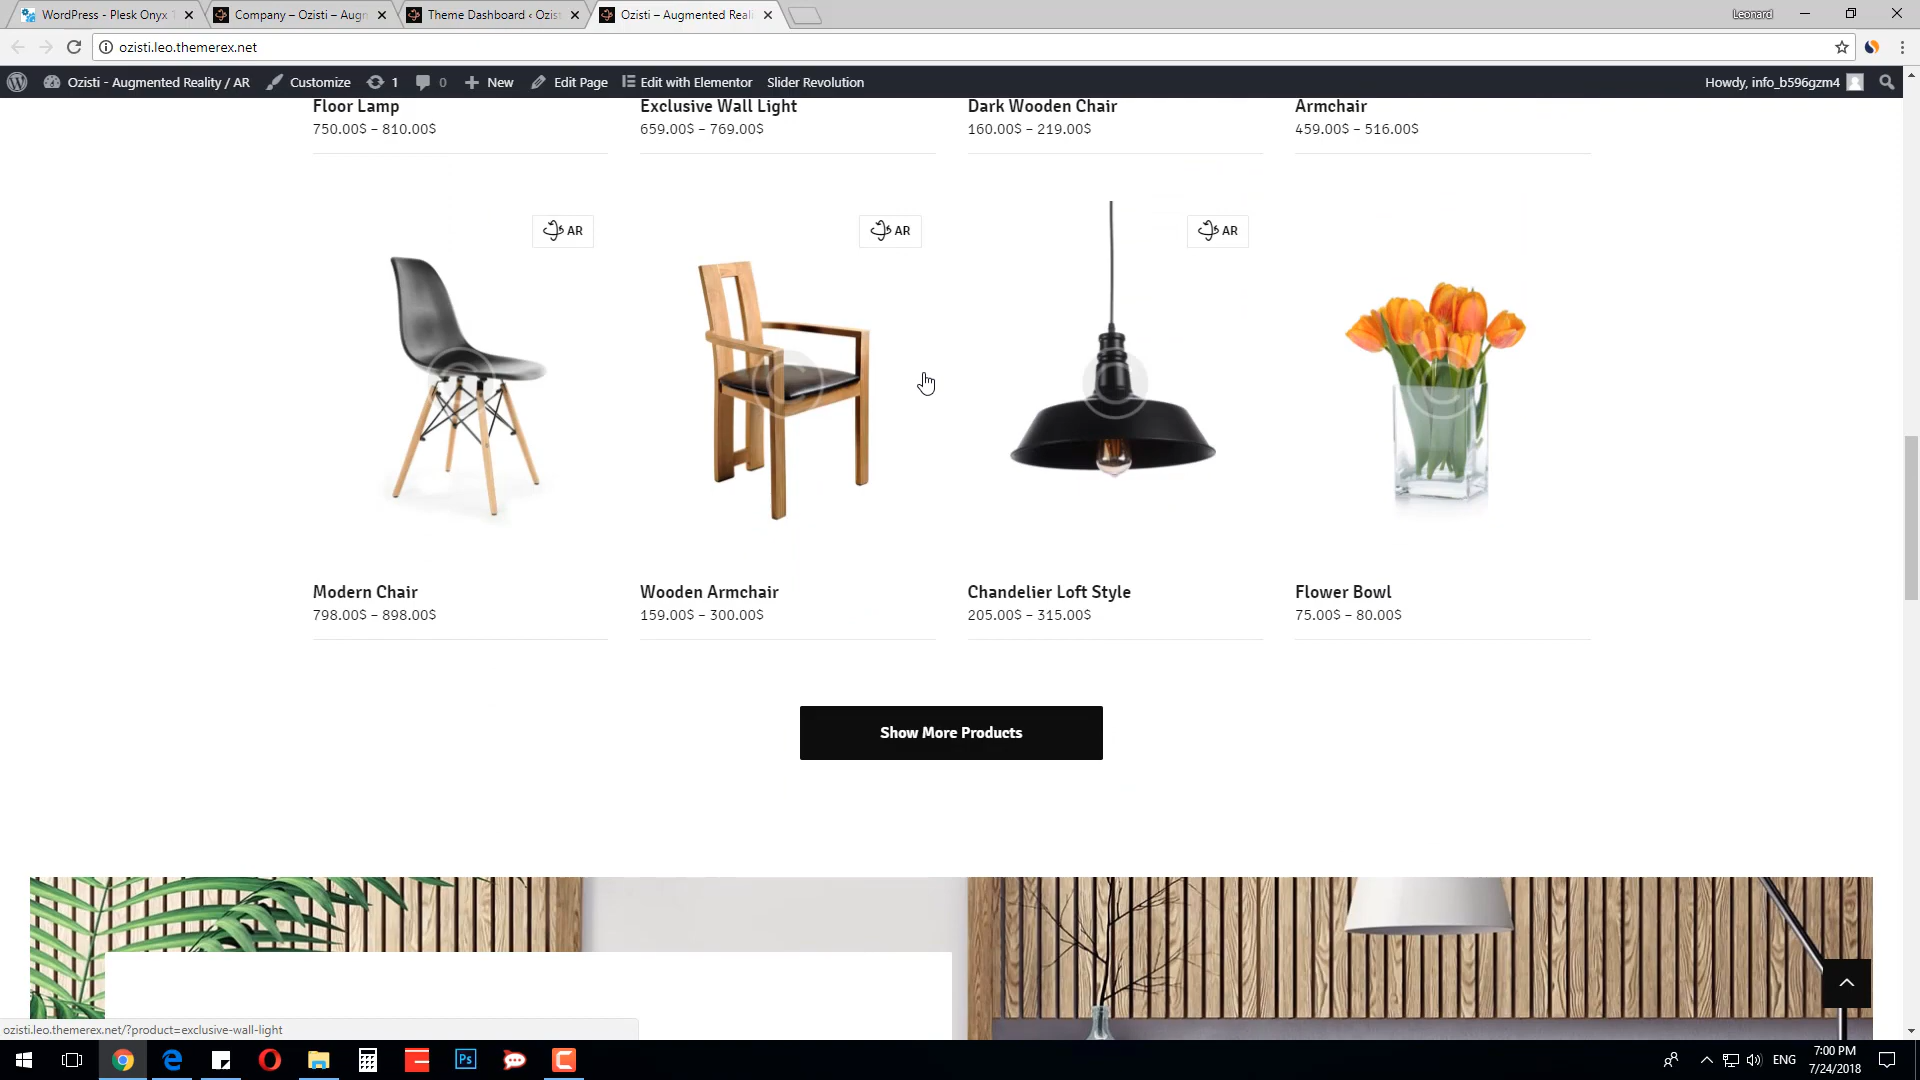 WordPress - Plesk Onyx
Company – Ozisti – Augm
Theme Dashboard ‹ Ozist
Ozisti – Augmented Reali
Leonard
ozisti.leo.themerex.net
Ozisti - Augmented Reality / AR
Customize
1
0
New
Edit Page
Edit with Elementor
Slider Revolution
Howdy, info_b596gzm4
Floor Lamp
750.00$ – 810.00$
Exclusive Wall Light
659.00$ – 769.00$
Dark Wooden Chair
160.00$ – 219.00$
Armchair
459.00$ – 516.00$
AR
AR
AR
Modern Chair
798.00$ – 898.00$
Wooden Armchair
159.00$ – 300.00$
Chandelier Loft Style
205.00$ – 315.00$
Flower Bowl
75.00$ – 80.00$
Show More Products
ozisti.leo.themerex.net/?product=exclusive-wall-light
Ps
ENG
7:00 PM
7/24/2018